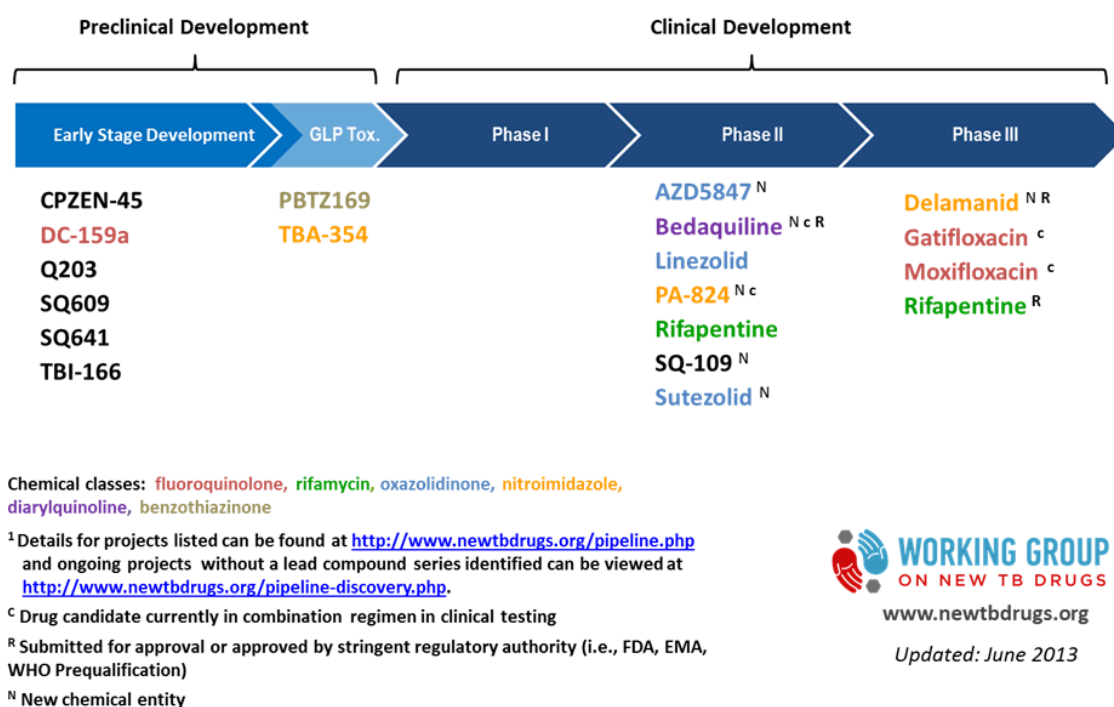 Preclinical Development
Clinical Development
Early Stage Development
GLP Tox.
Phase I
Phase II
Phase III
CPZEN-45
DC-159a
Q203
SQ609
SQ641
TBI-166
PBTZ169
TBA-354
AZD5847 N
Bedaquiline N c R
Linezolid
PA-824 N c
Rifapentine
SQ-109 N
Sutezolid N
Delamanid N R
Gatifloxacin c
Moxifloxacin c
Rifapentine R
Chemical classes: fluoroquinolone, rifamycin, oxazolidinone, nitroimidazole,
diarylquinoline, benzothiazinone
1 Details for projects listed can be found at http://www.newtbdrugs.org/pipeline.php
and ongoing projects without a lead compound series identified can be viewed at
http://www.newtbdrugs.org/pipeline-discovery.php.
C Drug candidate currently in combination regimen in clinical testing
R Submitted for approval or approved by stringent regulatory authority (i.e., FDA, EMA,
WHO Prequalification)
N New chemical entity
WORKING GROUP
ON NEW TB DRUGS
www.newtbdrugs.org
Updated: June 2013